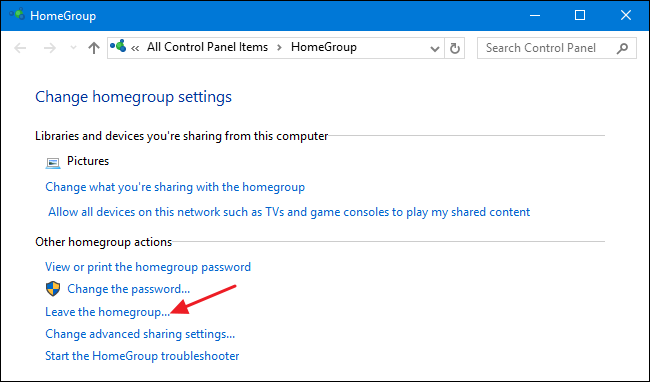 HomeGroup
« All Control Panel Items > HomeGroup
Search Control Panel
Change homegroup settings
Libraries and devices you're sharing from this computer
Pictures
Change what you're sharing with the homegroup
Allow all devices on this network such as TVs and game consoles to play my shared content
Other homegroup actions
View or print the homegroup password
Change the password...
Leave the homegroup...
Change advanced sharing settings...
Start the HomeGroup troubleshooter